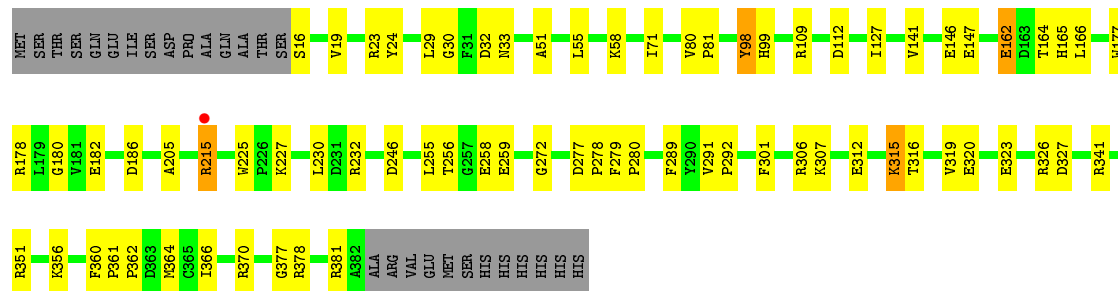 MET SER THR SER GLN GLU ILE SER ASP PRO ALA GLN ALA THR SER S16 V19 R23 Y24 L29 G30 F31 D32 N33 A51 L55 K58 I71 V80 P81 Y98 H99 R109 D112 I127 V141 E146 E147 E162 D163 T164 H165 L166 W177
R178 L179 G180 V181 E182 D186 A205 R215 W225 P226 K227 L230 D231 R232 D246 L255 T256 G257 E258 E259 G272 D277 P278 F279 P280 F289 Y290 V291 P292 F301 R306 K307 E312 K315 T316 V319 E320 E323 R326 D327 R341
R351 K356 F360 P361 P362 D363 M364 C365 I366 R370 G377 R378 R381 A382 ALA ARG VAL GLU MET SER HIS HIS HIS HIS HIS HIS